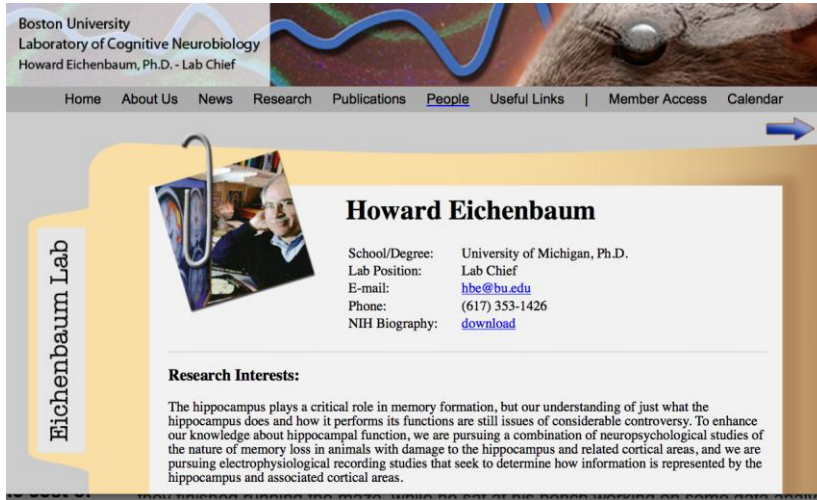 Boston University
Laboratory of Cognitive Neurobiology
Howard Eichenbaum, Ph.D. - Lab Chief
Home About Us News Research Publications People Useful Links | Member Access Calendar
Eichenbaum Lab
Howard Eichenbaum
School/Degree: University of Michigan, Ph.D.
Lab Position: Lab Chief
E-mail: hbe@bu.edu
Phone: (617) 353-1426
NIH Biography: download
Research Interests:
The hippocampus plays a critical role in memory formation, but our understanding of just what the
hippocampus does and how it performs its functions are still issues of considerable controversy. To enhance
our knowledge about hippocampal function, we are pursuing a combination of neuropsychological studies of
the nature of memory loss in animals with damage to the hippocampus and related cortical areas, and we are
pursuing electrophysiological recording studies that seek to determine how information is represented by the
hippocampus and associated cortical areas.